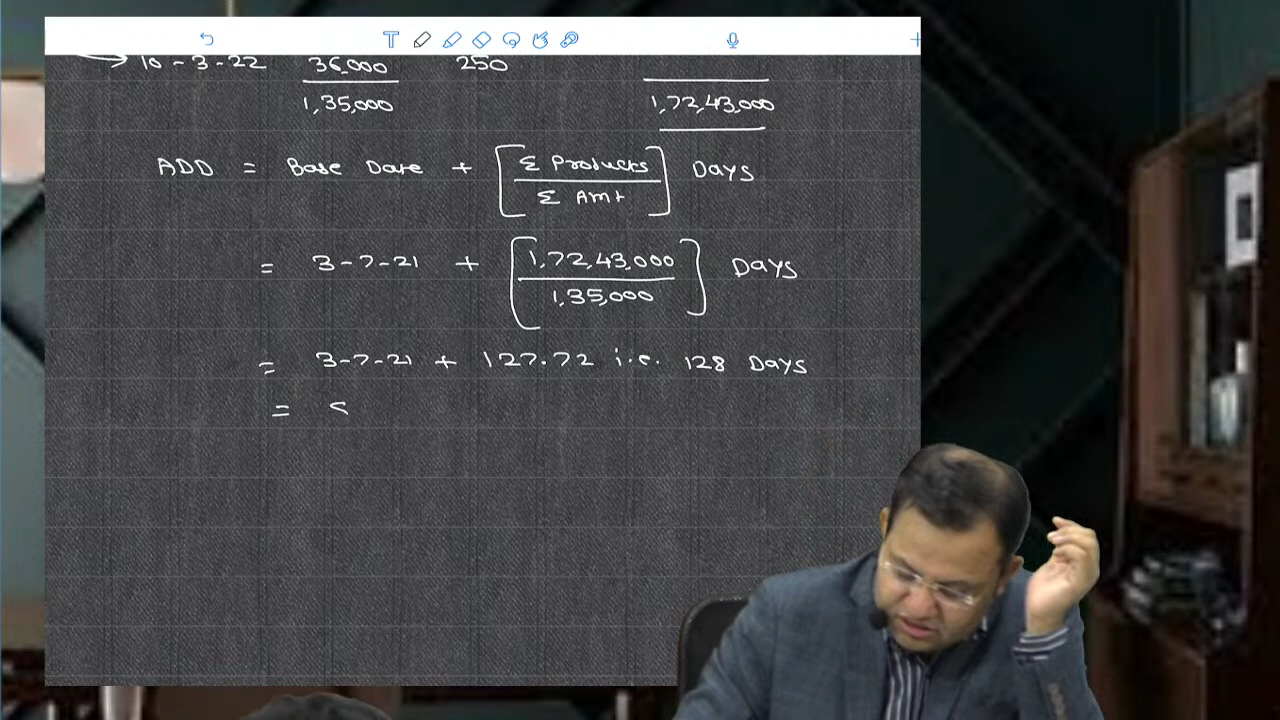 10-3-22 36,000 250
1,35,000 1,72,43,000
ADD = Base Date + [Σ Products / Σ Amt] Days
= 3-7-21 + [1,72,43,000 / 1,35,000] Days
= 3-7-21 + 127.72 i.e. 128 Days
=